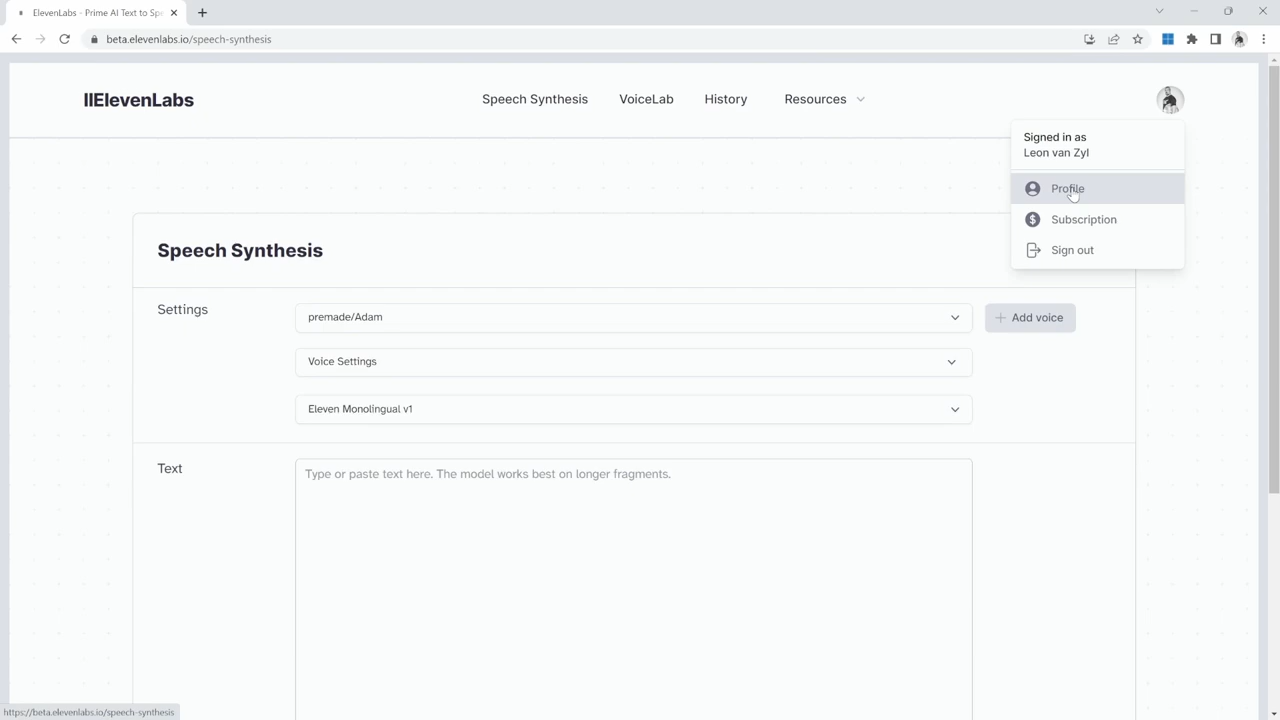 ElevenLabs - Prime AI Text to Spe
beta.elevenlabs.io/speech-synthesis
IIElevenLabs
Speech Synthesis
VoiceLab
History
Resources
Signed in as
Leon van Zyl
Profile
Subscription
Sign out
Speech Synthesis
Settings
premade/Adam
Add voice
Voice Settings
Eleven Monolingual v1
Text
Type or paste text here. The model works best on longer fragments.
https://beta.elevenlabs.io/speech-synthesis